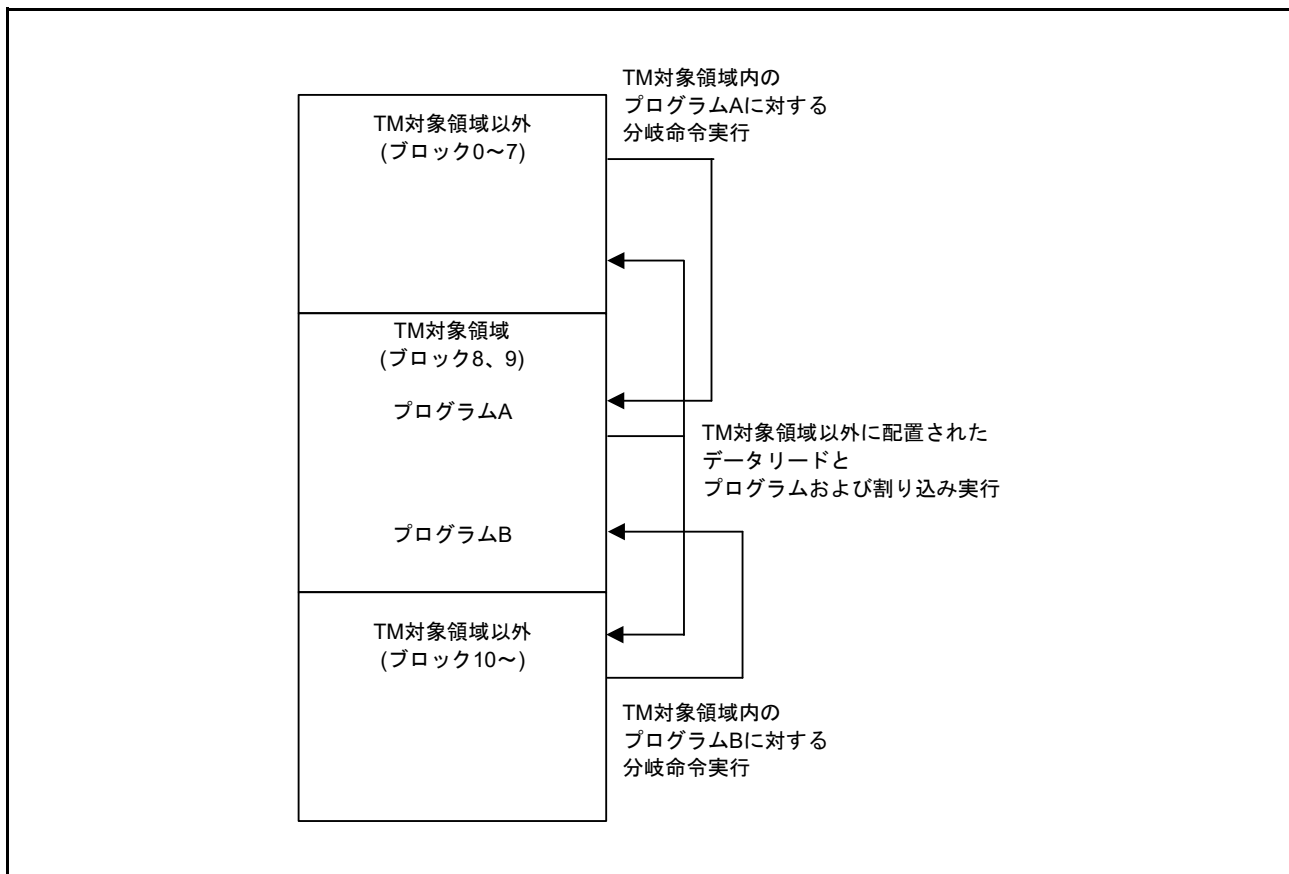 TM対象領域内の
プログラムAに対する
分岐命令実行
TM対象領域以外
(ブロック0～7)
TM対象領域
(ブロック8、9)
プログラムA
TM対象領域以外に配置された
データリードと
プログラムおよび割り込み実行
プログラムB
TM対象領域以外
(ブロック10～)
TM対象領域内の
プログラムBに対する
分岐命令実行